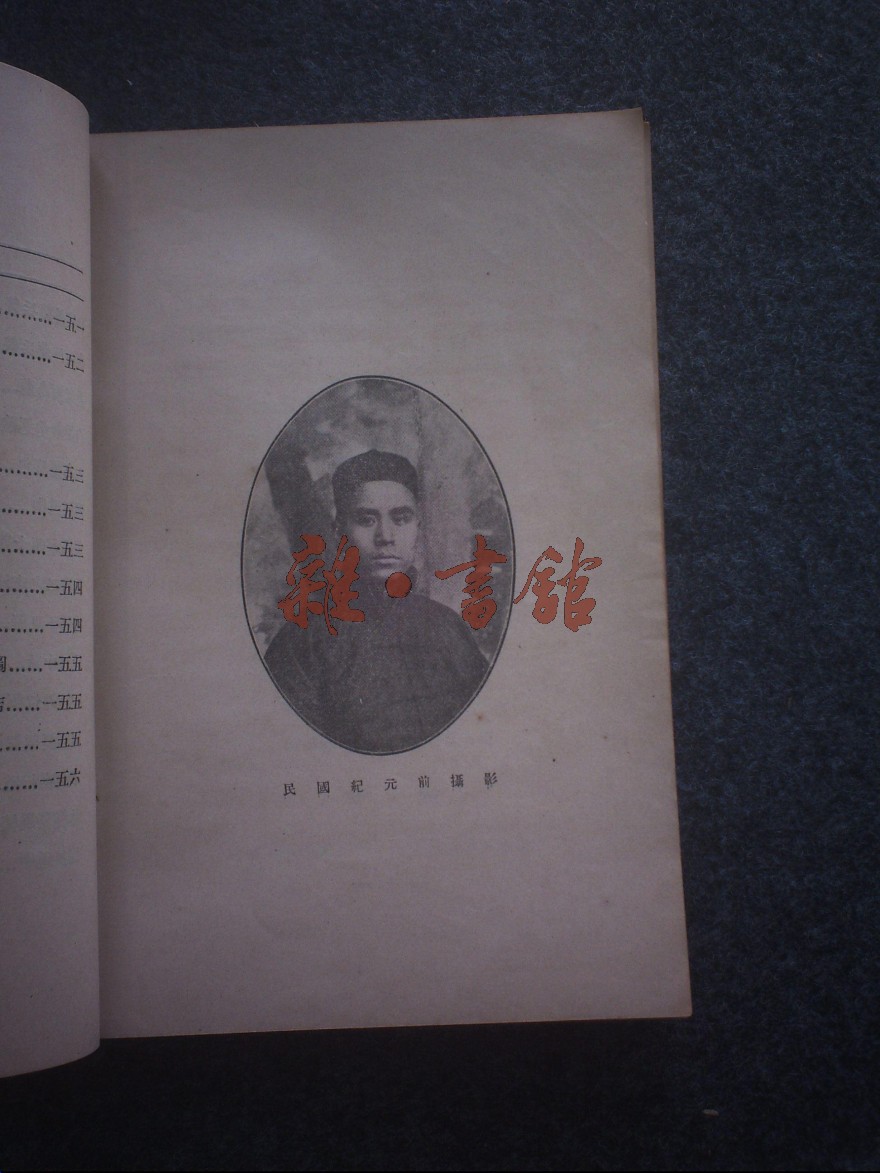 ……一五一
……一五二
……一五三
……一五三
……一五三
……一五四
……一五四
……一五五
……一五五
……一五五
……一五六
雜·書館
民國紀元前攝影